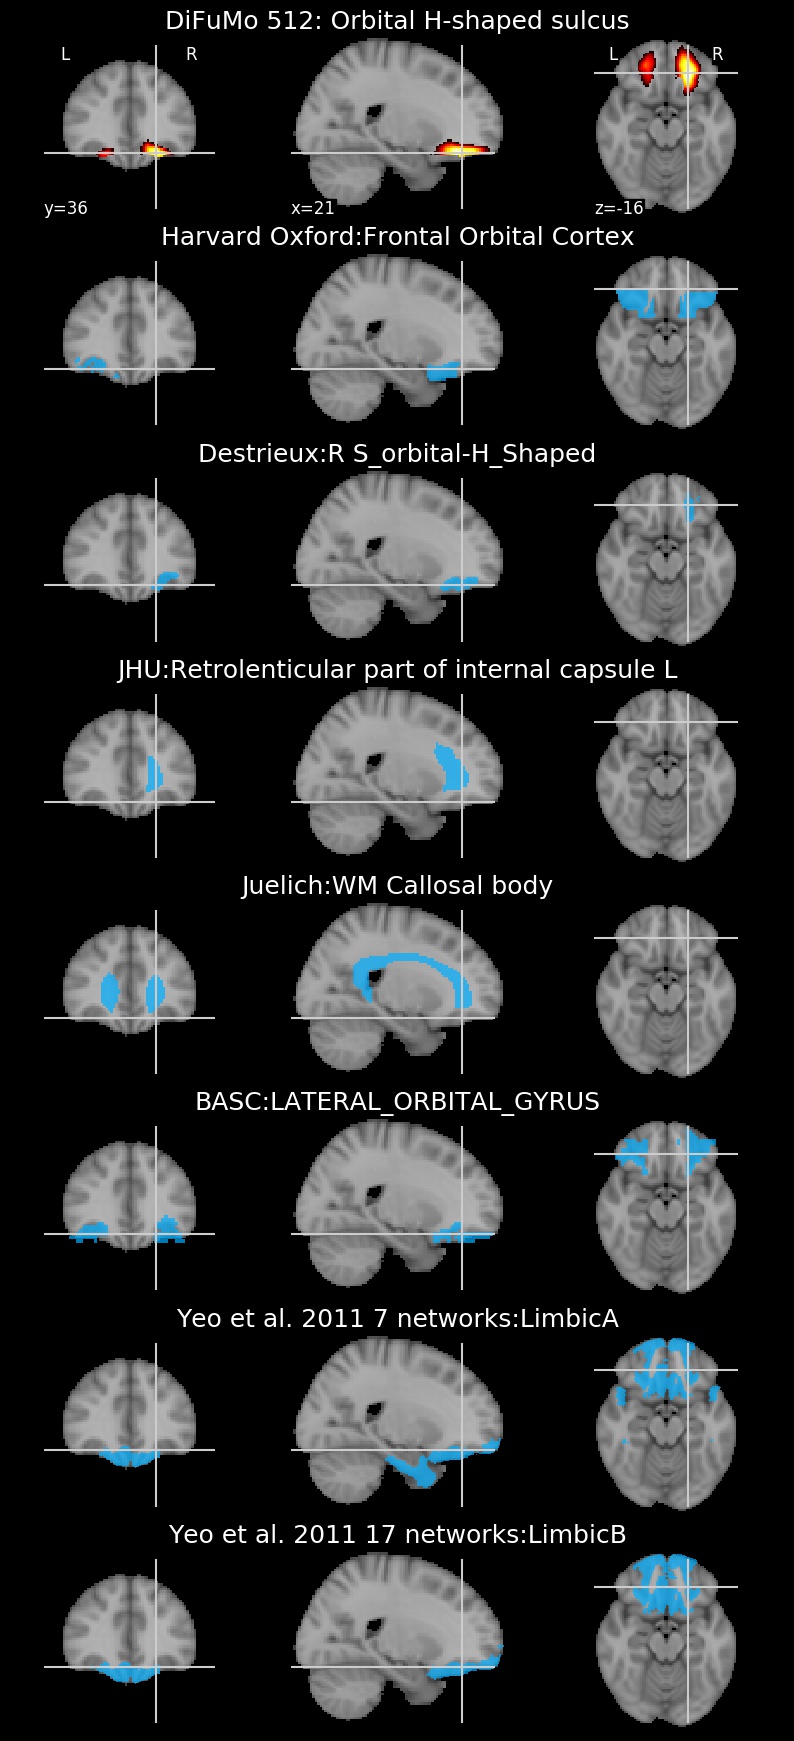 DiFuMo 512: Orbital H-shaped sulcus
L R L R
y=36 x=21 z=-16
Harvard Oxford:Frontal Orbital Cortex
Destrieux:R S_orbital-H_Shaped
JHU:Retrolenticular part of internal capsule L
Juelich:WM Callosal body
BASC:LATERAL_ORBITAL_GYRUS
Yeo et al. 2011 7 networks:LimbicA
Yeo et al. 2011 17 networks:LimbicB